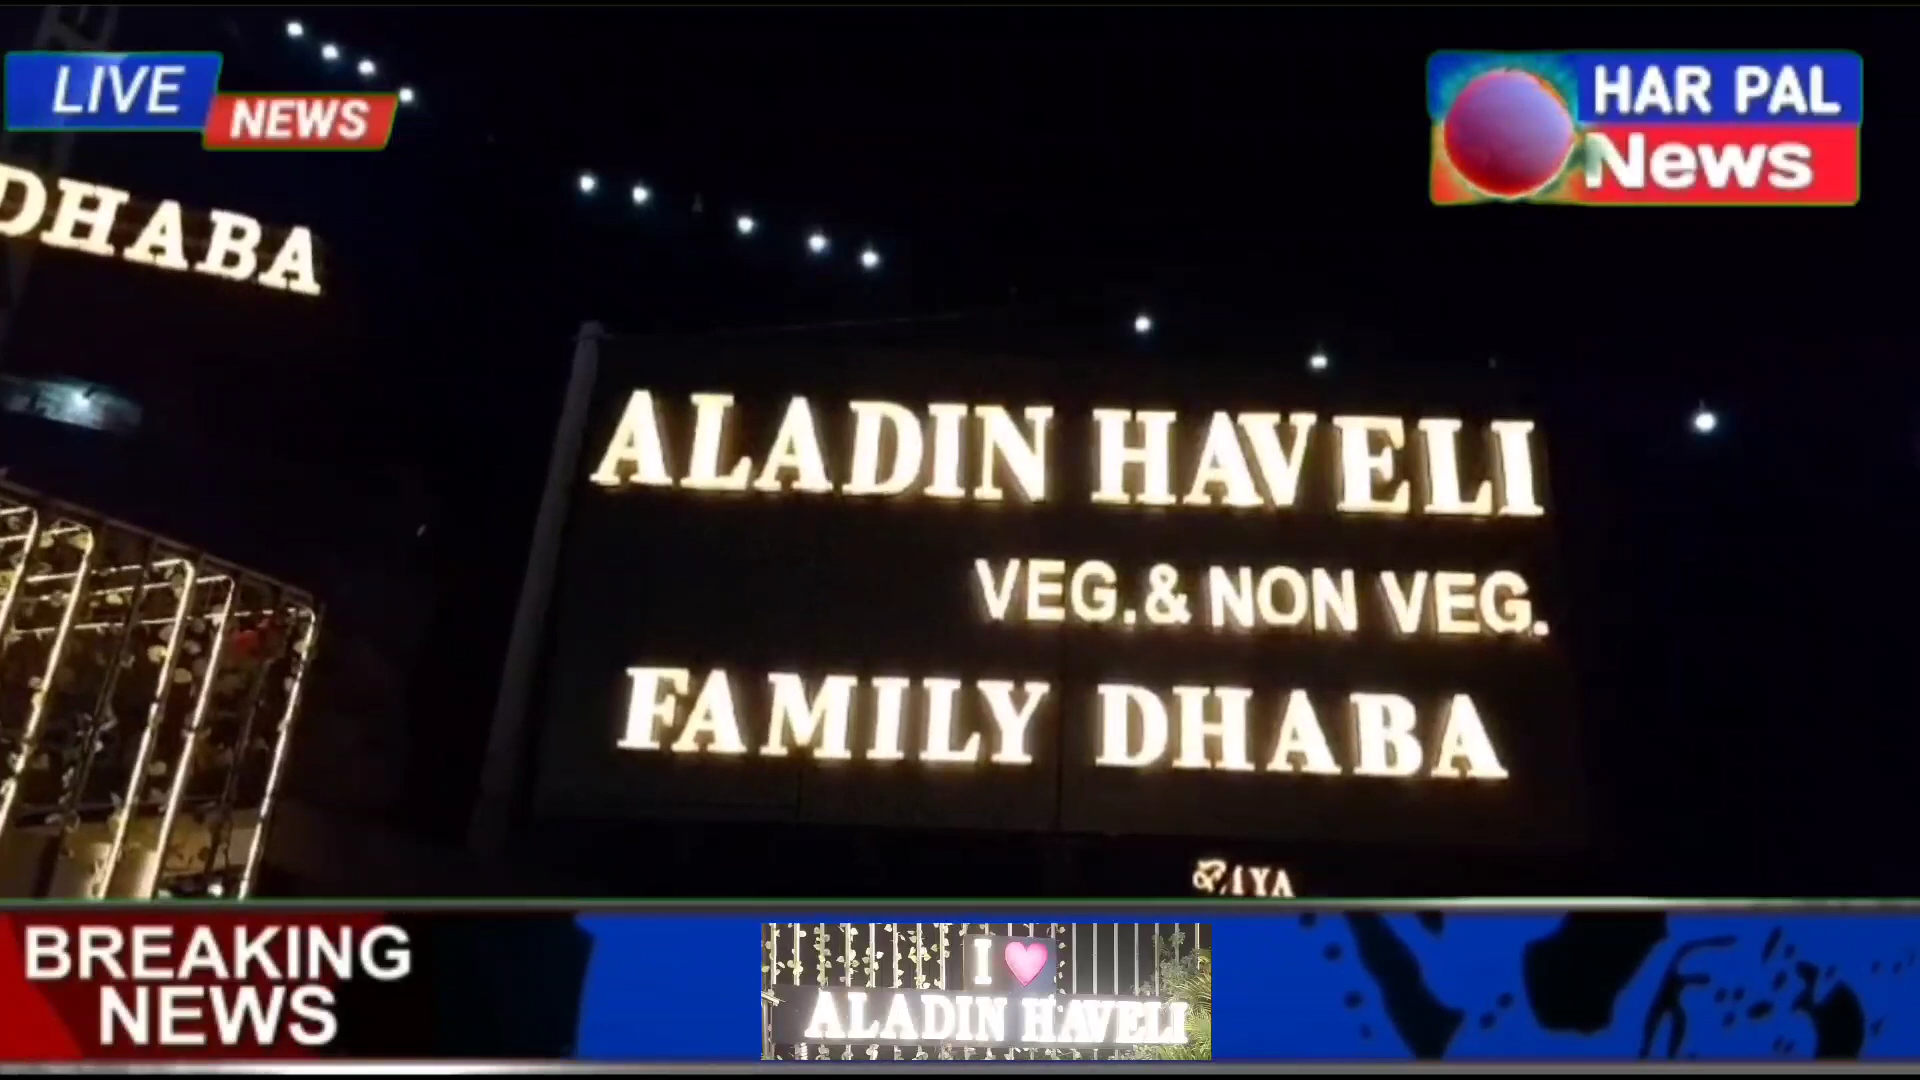 LIVE
NEWS
HAR PAL
News
DHABA
ALADIN HAVELI
VEG.& NON VEG.
FAMILY DHABA
BREAKING
NEWS
I ❤
ALADIN HAVELI